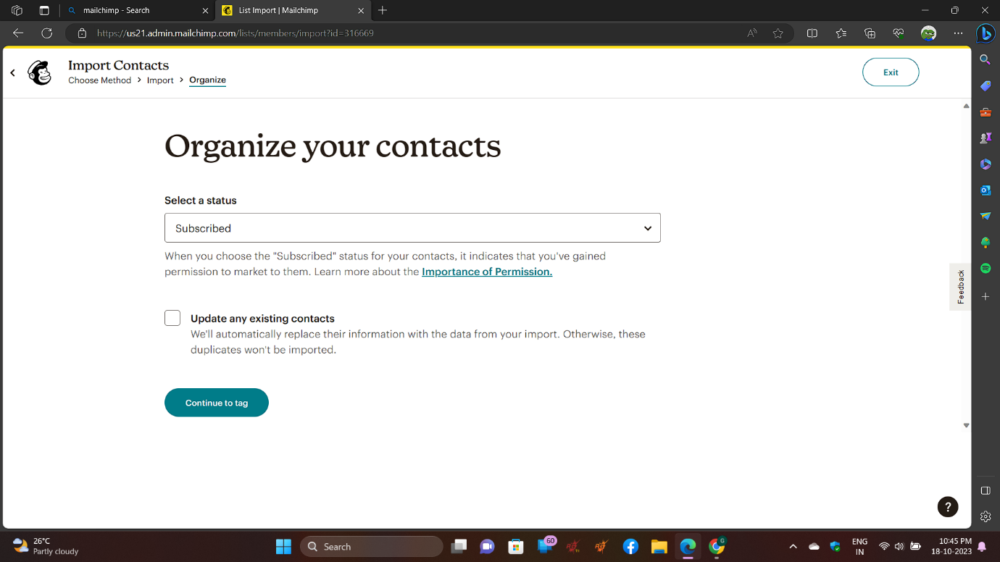 mailchimp - Search
List Import | Mailchimp
https://us21.admin.mailchimp.com/lists/members/import?id=316669
Import Contacts
Choose Method > Import > Organize
Exit
Organize your contacts
Select a status
Subscribed
When you choose the "Subscribed" status for your contacts, it indicates that you've gained
permission to market to them. Learn more about the Importance of Permission.
Feedback
Update any existing contacts
We'll automatically replace their information with the data from your import. Otherwise, these
duplicates won't be imported.
Continue to tag
?
26°C
Partly cloudy
Search
60
G
ENG
IN
10:45 PM
18-10-2023